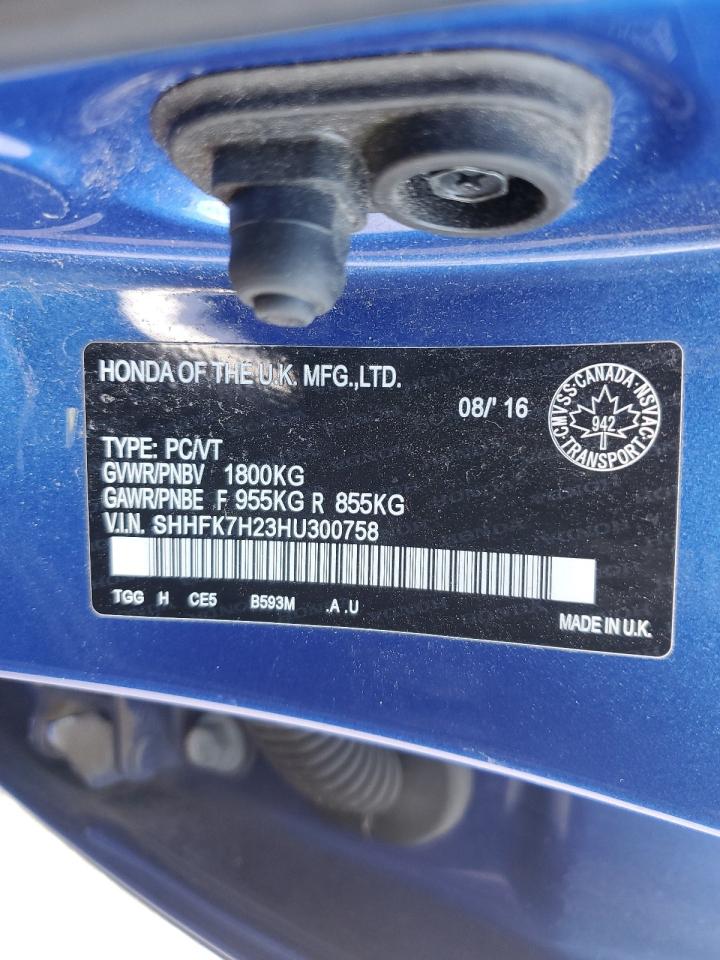 HONDA OF THE U.K. MFG.,LTD.
08/' 16
CMVSS·CANADA·NSVAC·
942
TRANSPORT
TYPE: PC/VT
GVWR/PNBV 1800KG
GAWR/PNBE F 955KG R 855KG
V.I.N. SHHFK7H23HU300758
TGG H CE5 B593M .A .U
MADE IN U.K.